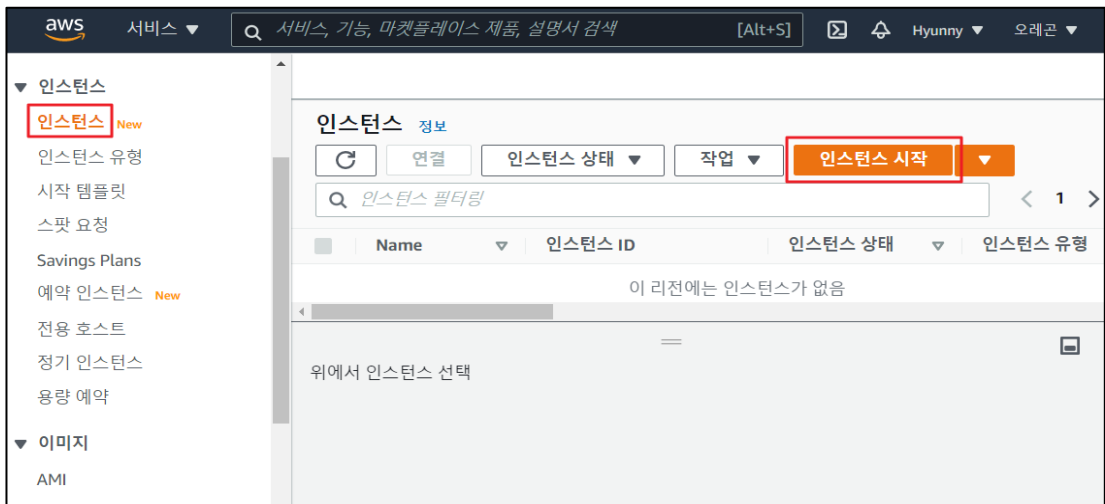 aws 서비스 ▼ 서비스, 기능, 마켓플레이스 제품, 설명서 검색 [Alt+S] Hyunny ▼ 오레곤 ▼
▼ 인스턴스
인스턴스 New
인스턴스 유형
시작 템플릿
스팟 요청
Savings Plans
예약 인스턴스 New
전용 호스트
정기 인스턴스
용량 예약
▼ 이미지
AMI
인스턴스 정보
연결 인스턴스 상태 ▼ 작업 ▼ 인스턴스 시작 ▼
인스턴스 필터링 < 1 >
Name ▽ 인스턴스 ID 인스턴스 상태 ▽ 인스턴스 유형
이 리전에는 인스턴스가 없음
위에서 인스턴스 선택